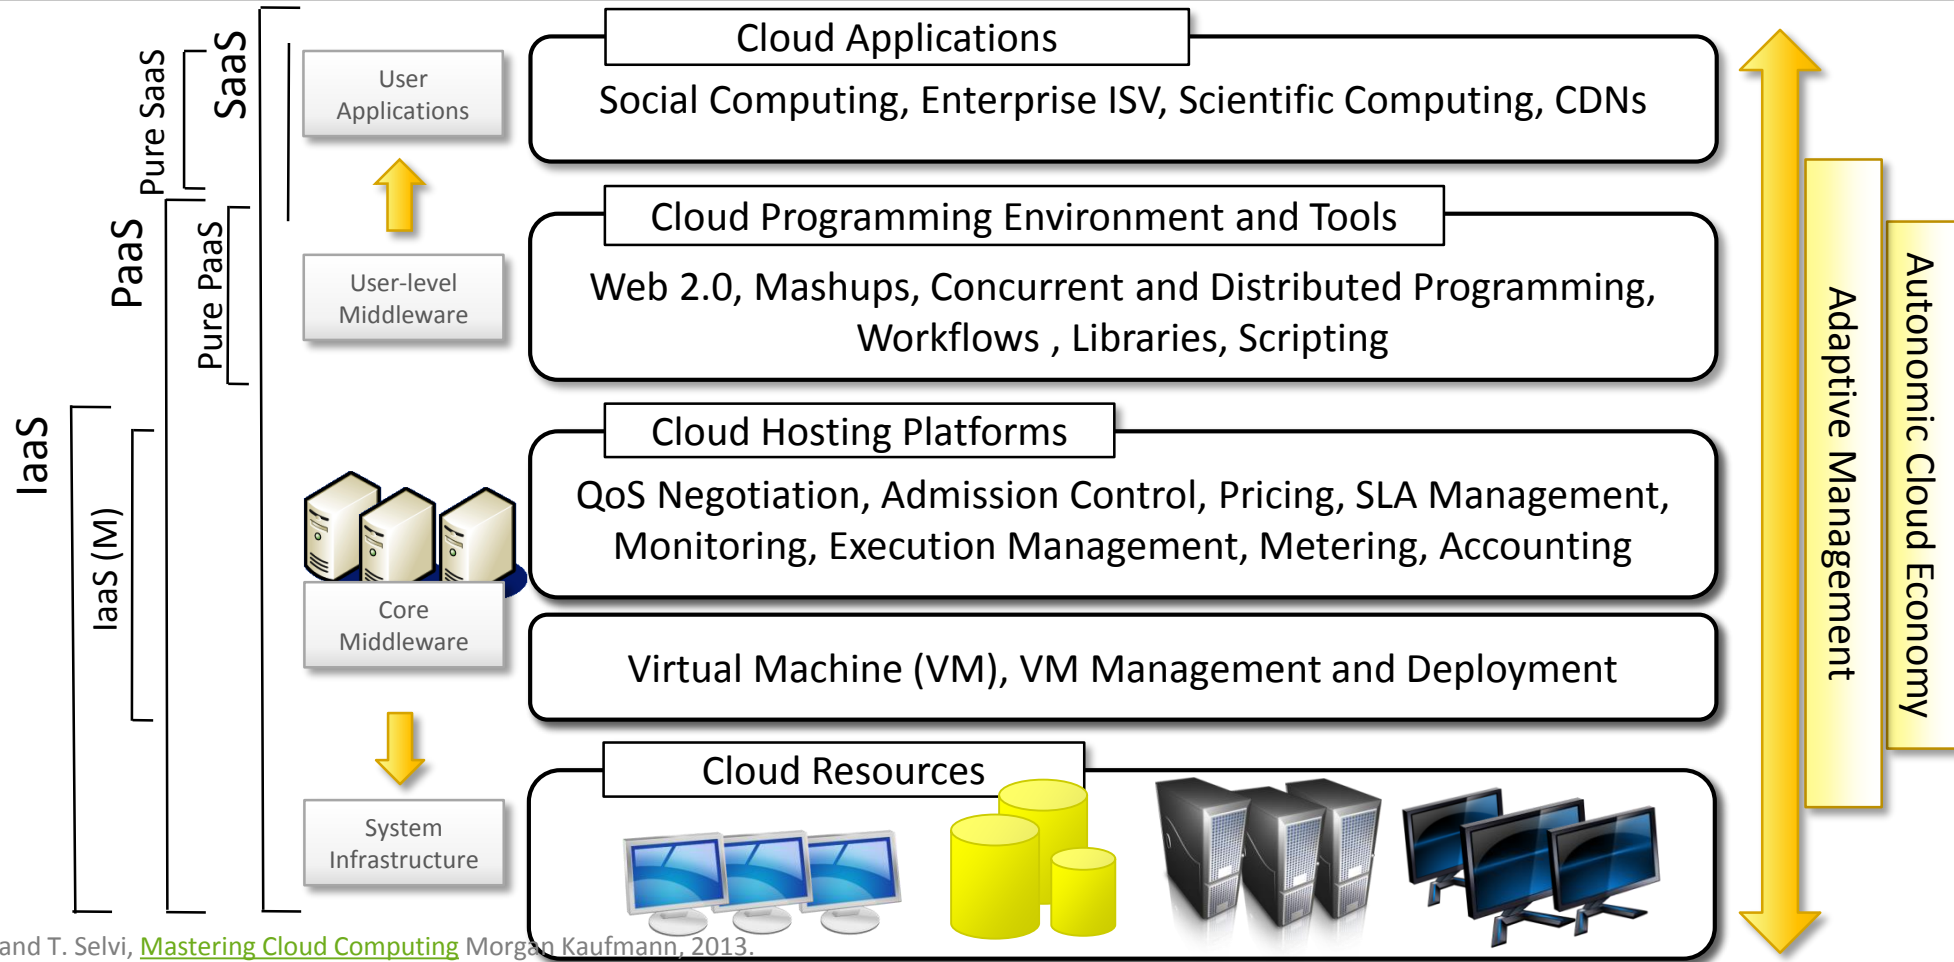 Pure SaaS
SaaS
User
Applications
Cloud Applications
Social Computing, Enterprise ISV, Scientific Computing, CDNs
PaaS
Pure PaaS
User-level
Middleware
Cloud Programming Environment and Tools
Web 2.0, Mashups, Concurrent and Distributed Programming,
Workflows , Libraries, Scripting
IaaS
IaaS (M)
Core
Middleware
Cloud Hosting Platforms
QoS Negotiation, Admission Control, Pricing, SLA Management,
Monitoring, Execution Management, Metering, Accounting
Virtual Machine (VM), VM Management and Deployment
System
Infrastructure
Cloud Resources
Adaptive Management
Autonomic Cloud Economy
and T. Selvi, Mastering Cloud Computing Morgan Kaufmann, 2013.